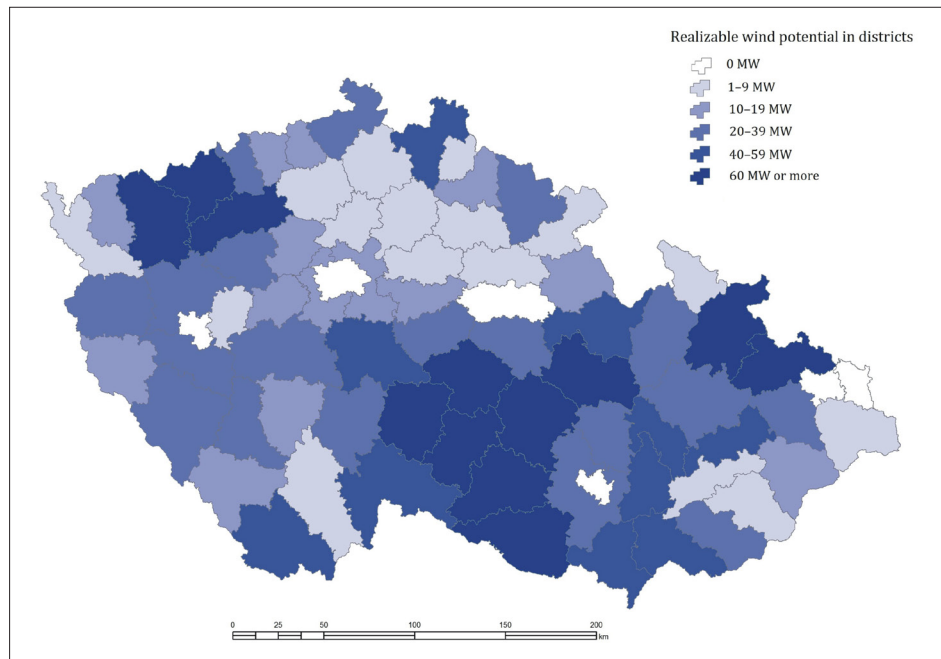 Realizable wind potential in districts
0 MW
1–9 MW
10–19 MW
20–39 MW
40–59 MW
60 MW or more
0 25 50 100 150 200
km